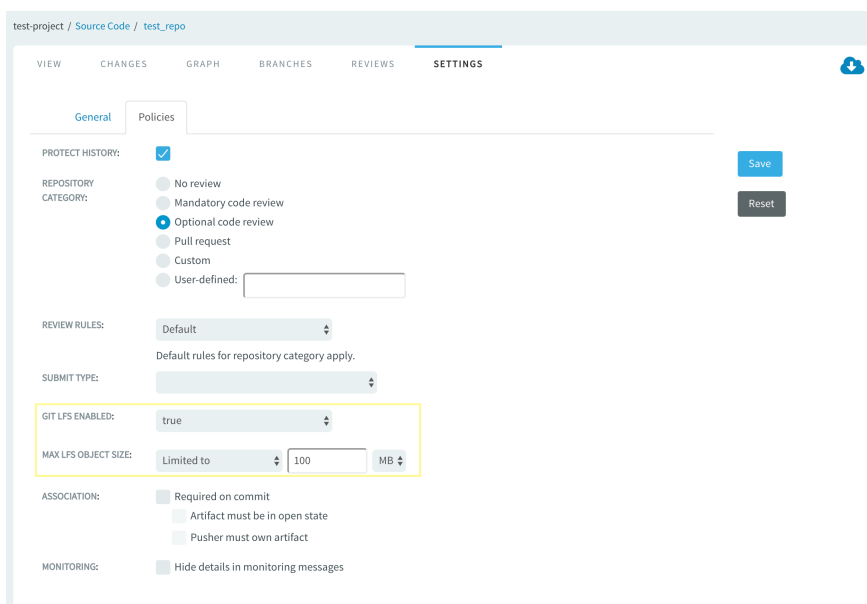 test-project / Source Code / test_repo
VIEW CHANGES GRAPH BRANCHES REVIEWS SETTINGS
General Policies
PROTECT HISTORY:
Save
REPOSITORY CATEGORY:
No review
Mandatory code review
Optional code review
Pull request
Custom
User-defined:
Reset
REVIEW RULES: Default
Default rules for repository category apply.
SUBMIT TYPE:
GIT LFS ENABLED: true
MAX LFS OBJECT SIZE: Limited to 100 MB
ASSOCIATION: Required on commit
Artifact must be in open state
Pusher must own artifact
MONITORING: Hide details in monitoring messages